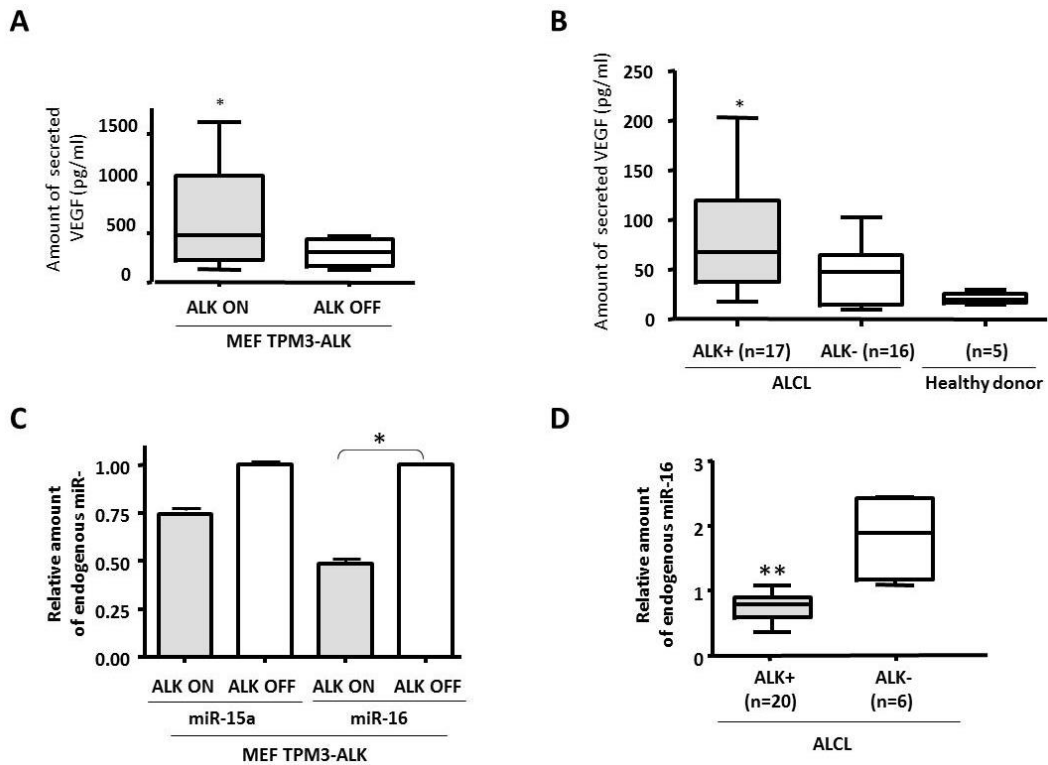 A
Amount of secreted
VEGF (pg/ml)
1500
1000
500
0
*
ALK ON
ALK OFF
MEF TPM3-ALK
B
Amount of secreted VEGF (pg/ml)
250
200
150
100
50
0
*
ALK+ (n=17)
ALK- (n=16)
(n=5)
ALCL
Healthy donor
C
Relative amount
of endogenous miR-
1.00
0.75
0.50
0.25
0.00
*
ALK ON
ALK OFF
ALK ON
ALK OFF
miR-15a
miR-16
MEF TPM3-ALK
D
Relative amount
of endogenous miR-16
3
2
1
0
**
ALK+
(n=20)
ALK-
(n=6)
ALCL